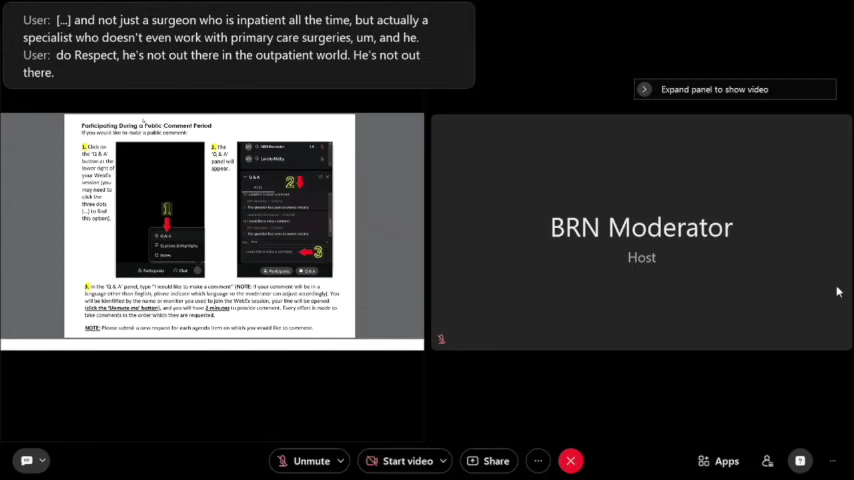 User: [...] and not just a surgeon who is inpatient all the time, but actually a
specialist who doesn't even work with primary care surgeries, um, and he.
User: do Respect, he's not out there in the outpatient world. He's not out
there.
Expand panel to show video
Participating During a Public Comment Period
If you would like to make a public comment:
1. Click on
the 'Q & A'
button at the
lower right of
your WebEx
session (you
may need to
click the
three dots
(...) to find
this option).
1
Q & A
Participants
Chat
2. The
'Q & A'
panel will
appear.
Q & A
2
3
Participants
Q & A
3. In the 'Q & A' panel, type "I would like to make a comment" (NOTE: if your comment will be in a
language other than English, please indicate which language so the moderator can adjust accordingly). You
will be identified by the name or moniker you used to join the WebEx session, your line will be opened
(click the 'Unmute me' button), and you will have 2 minutes to provide comment. Every effort is made to
take comments in the order which they are requested.
NOTE: Please submit a new request for each agenda item on which you would like to comment.
BRN Moderator
Host
Unmute
Start video
Share
Apps